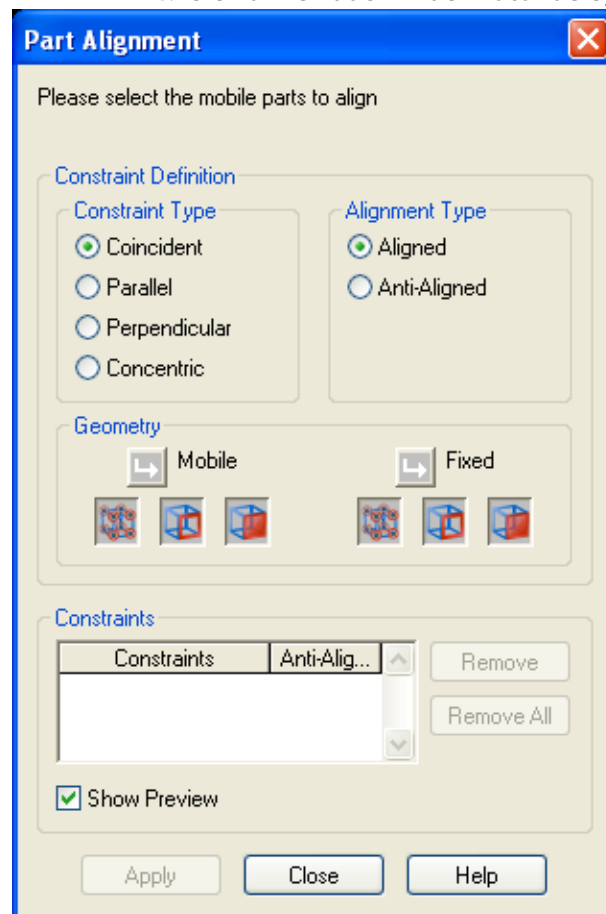 Part Alignment
Please select the mobile parts to align
Constraint Definition
Constraint Type
Alignment Type
Coincident
Aligned
Parallel
Anti-Aligned
Perpendicular
Concentric
Geometry
Mobile
Fixed
Constraints
Constraints Anti-Alig...
Remove
Remove All
Show Preview
Apply Close Help